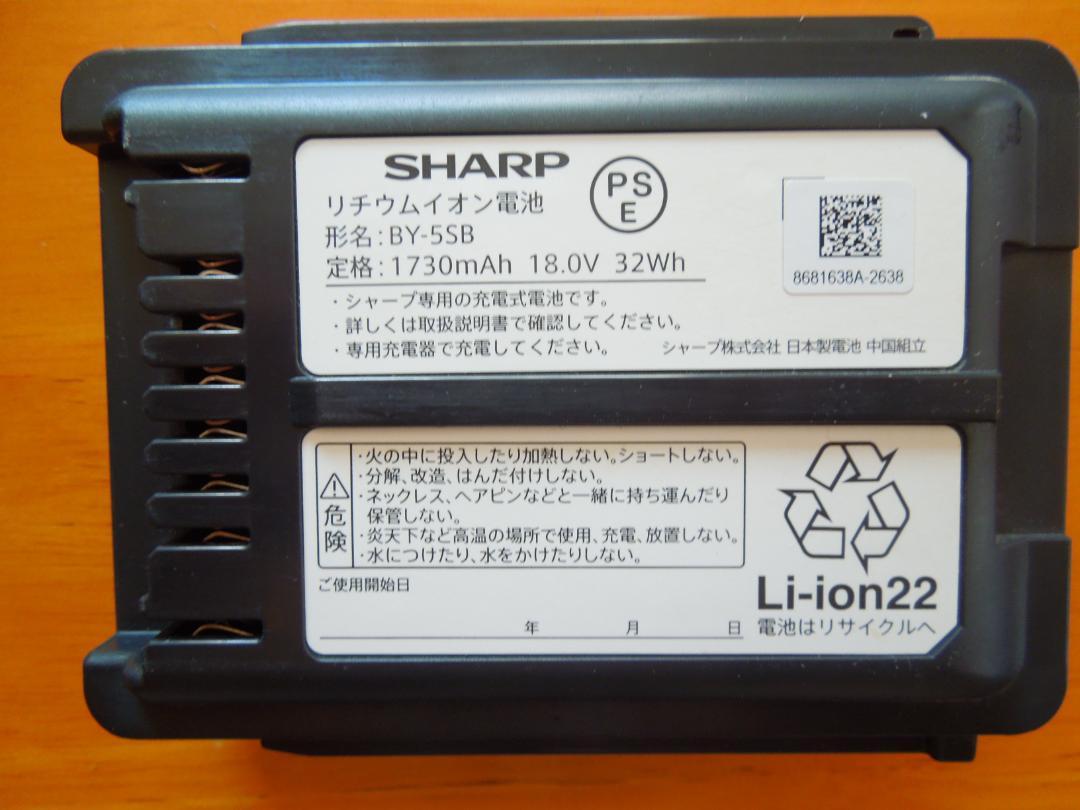 SHARP
PS
E
リチウムイオン電池
形名:BY-5SB
定格:1730mAh 18.0V 32Wh
・シャープ専用の充電式電池です。
・詳しくは取扱説明書で確認してください。
・専用充電器で充電してください。
シャープ株式会社 日本製電池 中国組立
8681638A-2638
危険
・火の中に投入したり加熱しない。ショートしない。
・分解、改造、はんだ付けしない。
・ネックレス、ヘアピンなどと一緒に持ち運んだり
保管しない。
・炎天下など高温の場所で使用、充電、放置しない。
・水につけたり、水をかけたりしない。
ご使用開始日
年 月 日
Li-ion22
電池はリサイクルへ